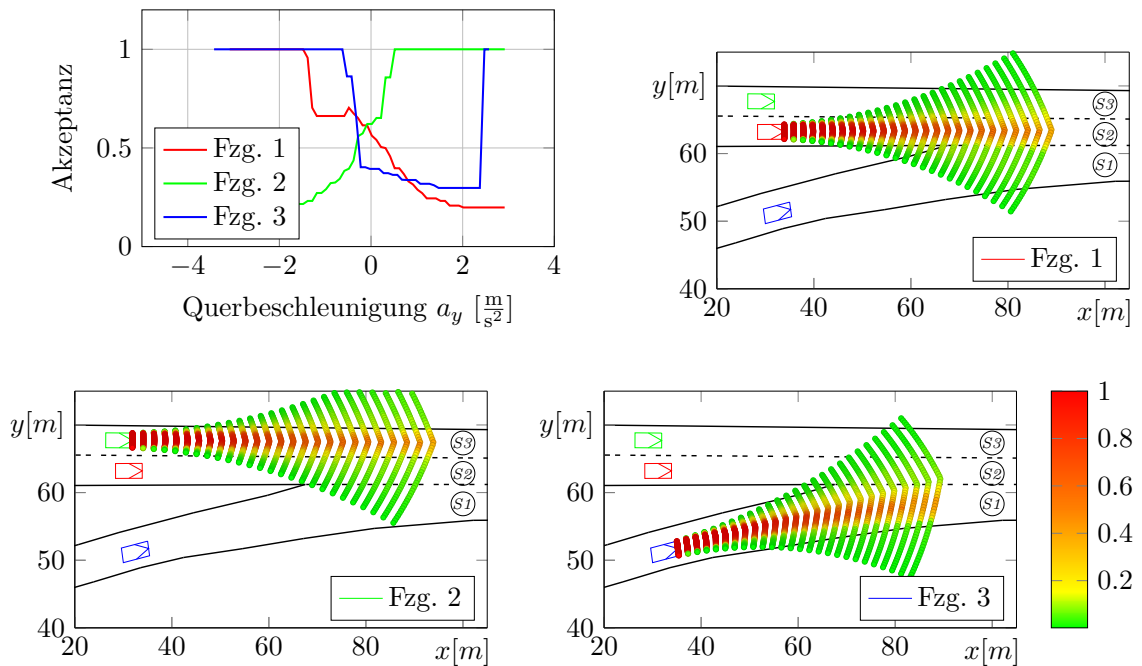 1
0.5
0
Akzeptanz
Fzg. 1
Fzg. 2
Fzg. 3
−4 −2 0 2 4
Querbeschleunigung a_y [m/s²]
y[m]
60
50
40
S3
S2
S1
Fzg. 1
20 40 60 80 x[m]
y[m]
60
50
40
S3
S2
S1
Fzg. 2
20 40 60 80 x[m]
y[m]
60
50
40
S3
S2
S1
Fzg. 3
20 40 60 80 x[m]
1
0.8
0.6
0.4
0.2